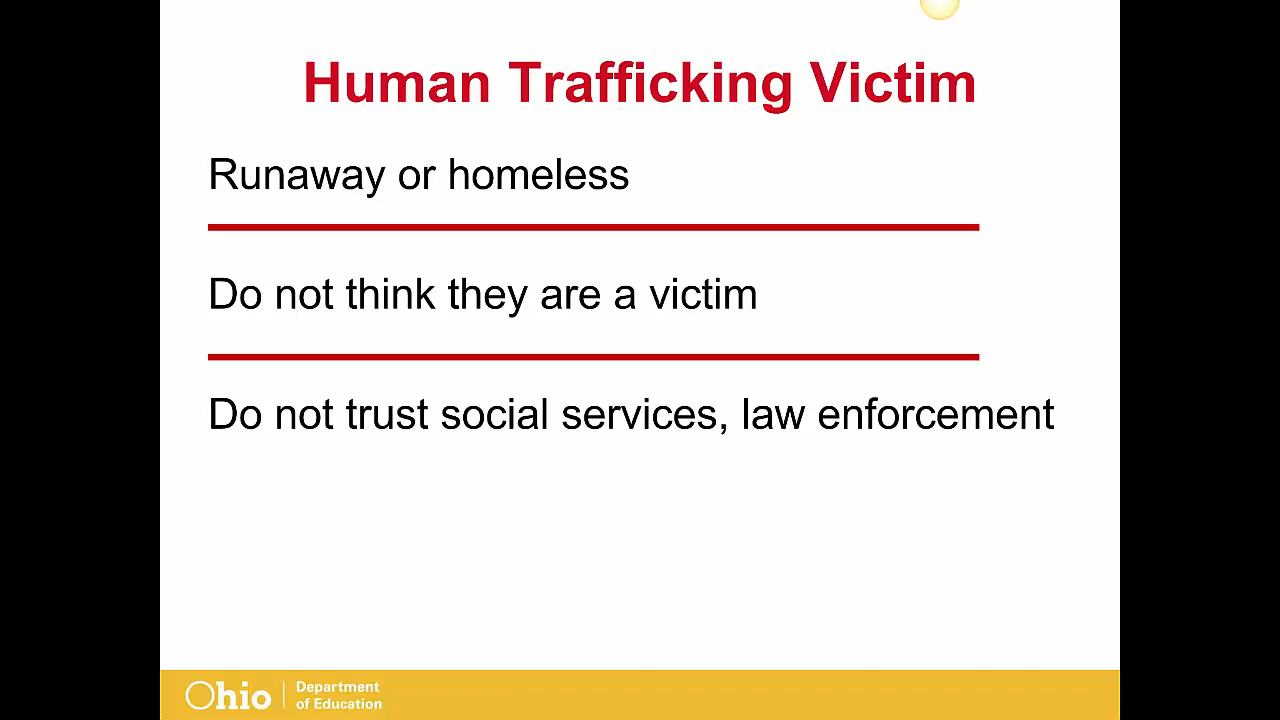 Human Trafficking Victim
Runaway or homeless
Do not think they are a victim
Do not trust social services, law enforcement
Ohio
Department
of Education